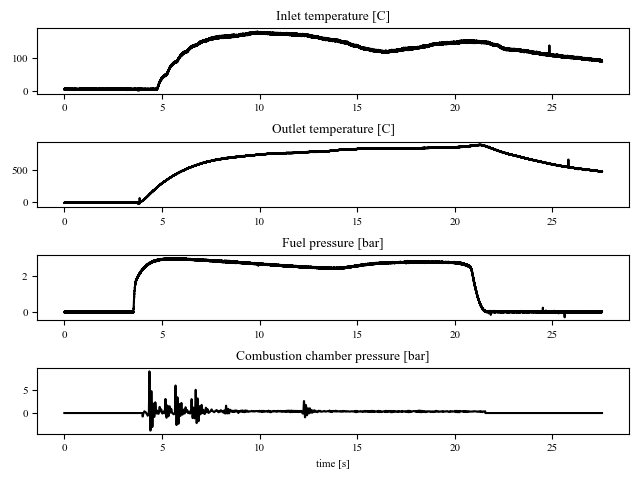 Inlet temperature [C]
100
0
0 5 10 15 20 25
Outlet temperature [C]
500
0
0 5 10 15 20 25
Fuel pressure [bar]
2
0
0 5 10 15 20 25
Combustion chamber pressure [bar]
5
0
0 5 10 15 20 25
time [s]